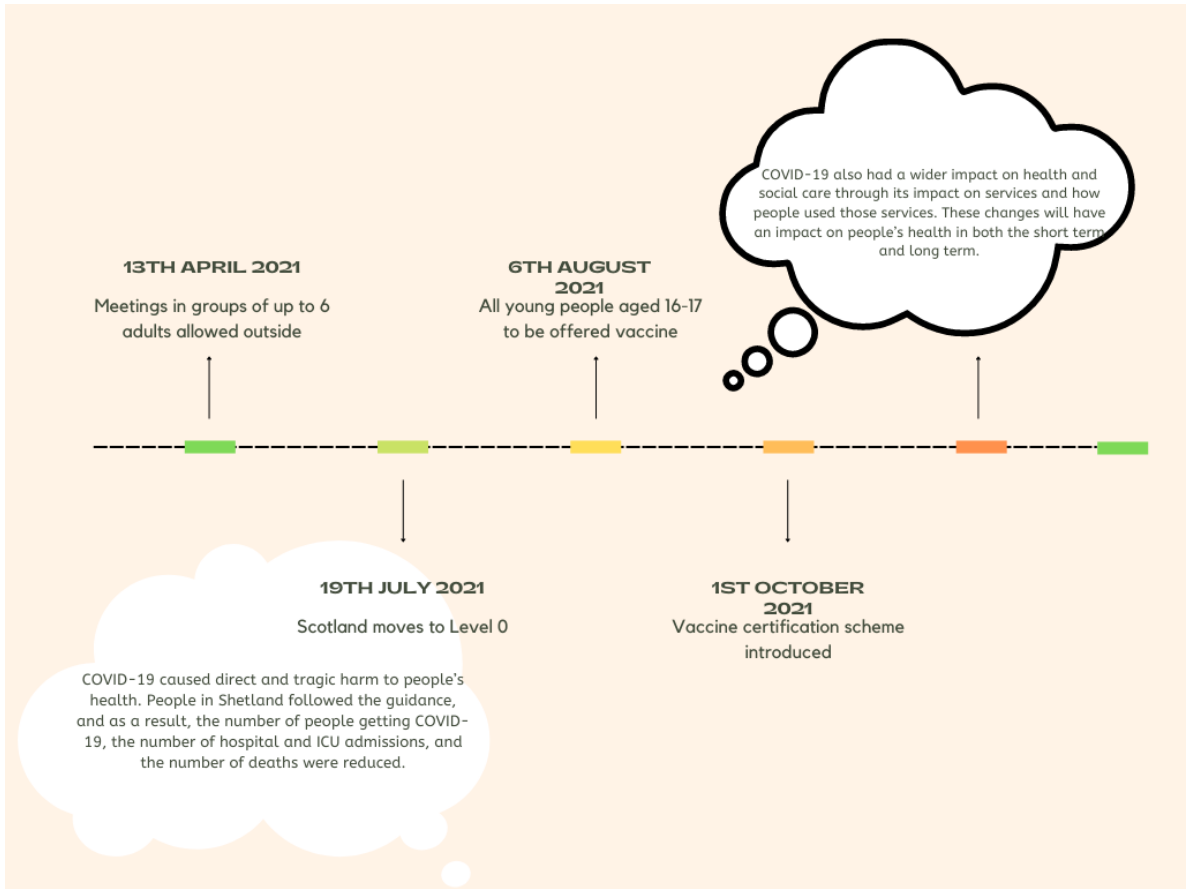 COVID-19 also had a wider impact on health and
social care through its impact on services and how
people used those services. These changes will have
an impact on people's health in both the short term
and long term.
13TH APRIL 2021
Meetings in groups of up to 6
adults allowed outside
6TH AUGUST
2021
All young people aged 16-17
to be offered vaccine
19TH JULY 2021
Scotland moves to Level 0
1ST OCTOBER
2021
Vaccine certification scheme
introduced
COVID-19 caused direct and tragic harm to people's
health. People in Shetland followed the guidance,
and as a result, the number of people getting COVID-
19, the number of hospital and ICU admissions, and
the number of deaths were reduced.